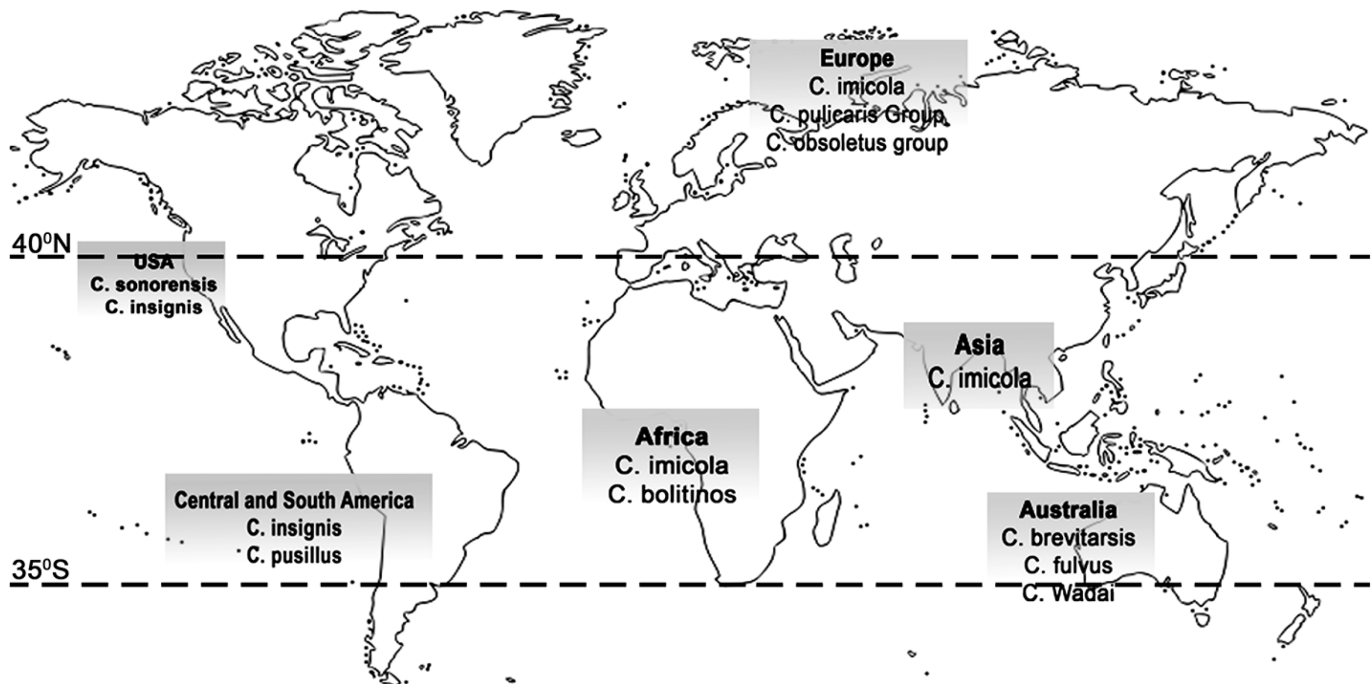 Europe
C. imicola
C. pulicaris Group
C. obsoletus group
40⁰N
USA
C. sonorensis
C. insignis
Asia
C. imicola
Africa
C. imicola
C. bolitinos
Central and South America
C. insignis
C. pusillus
Australia
C. brevitarsis
C. fulvus
C. Wadai
35⁰S